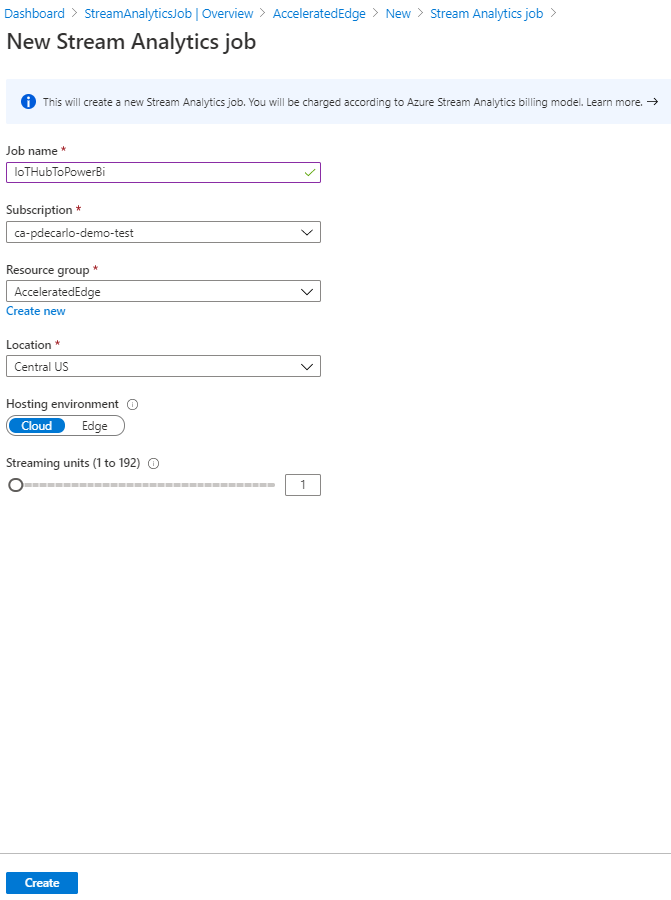 Dashboard > StreamAnalyticsJob | Overview > AcceleratedEdge > New > Stream Analytics job >
New Stream Analytics job
This will create a new Stream Analytics job. You will be charged according to Azure Stream Analytics billing model. Learn more. →
Job name *
IoTHubToPowerBi
Subscription *
ca-pdecarlo-demo-test
Resource group *
AcceleratedEdge
Create new
Location *
Central US
Hosting environment
Cloud Edge
Streaming units (1 to 192)
1
Create